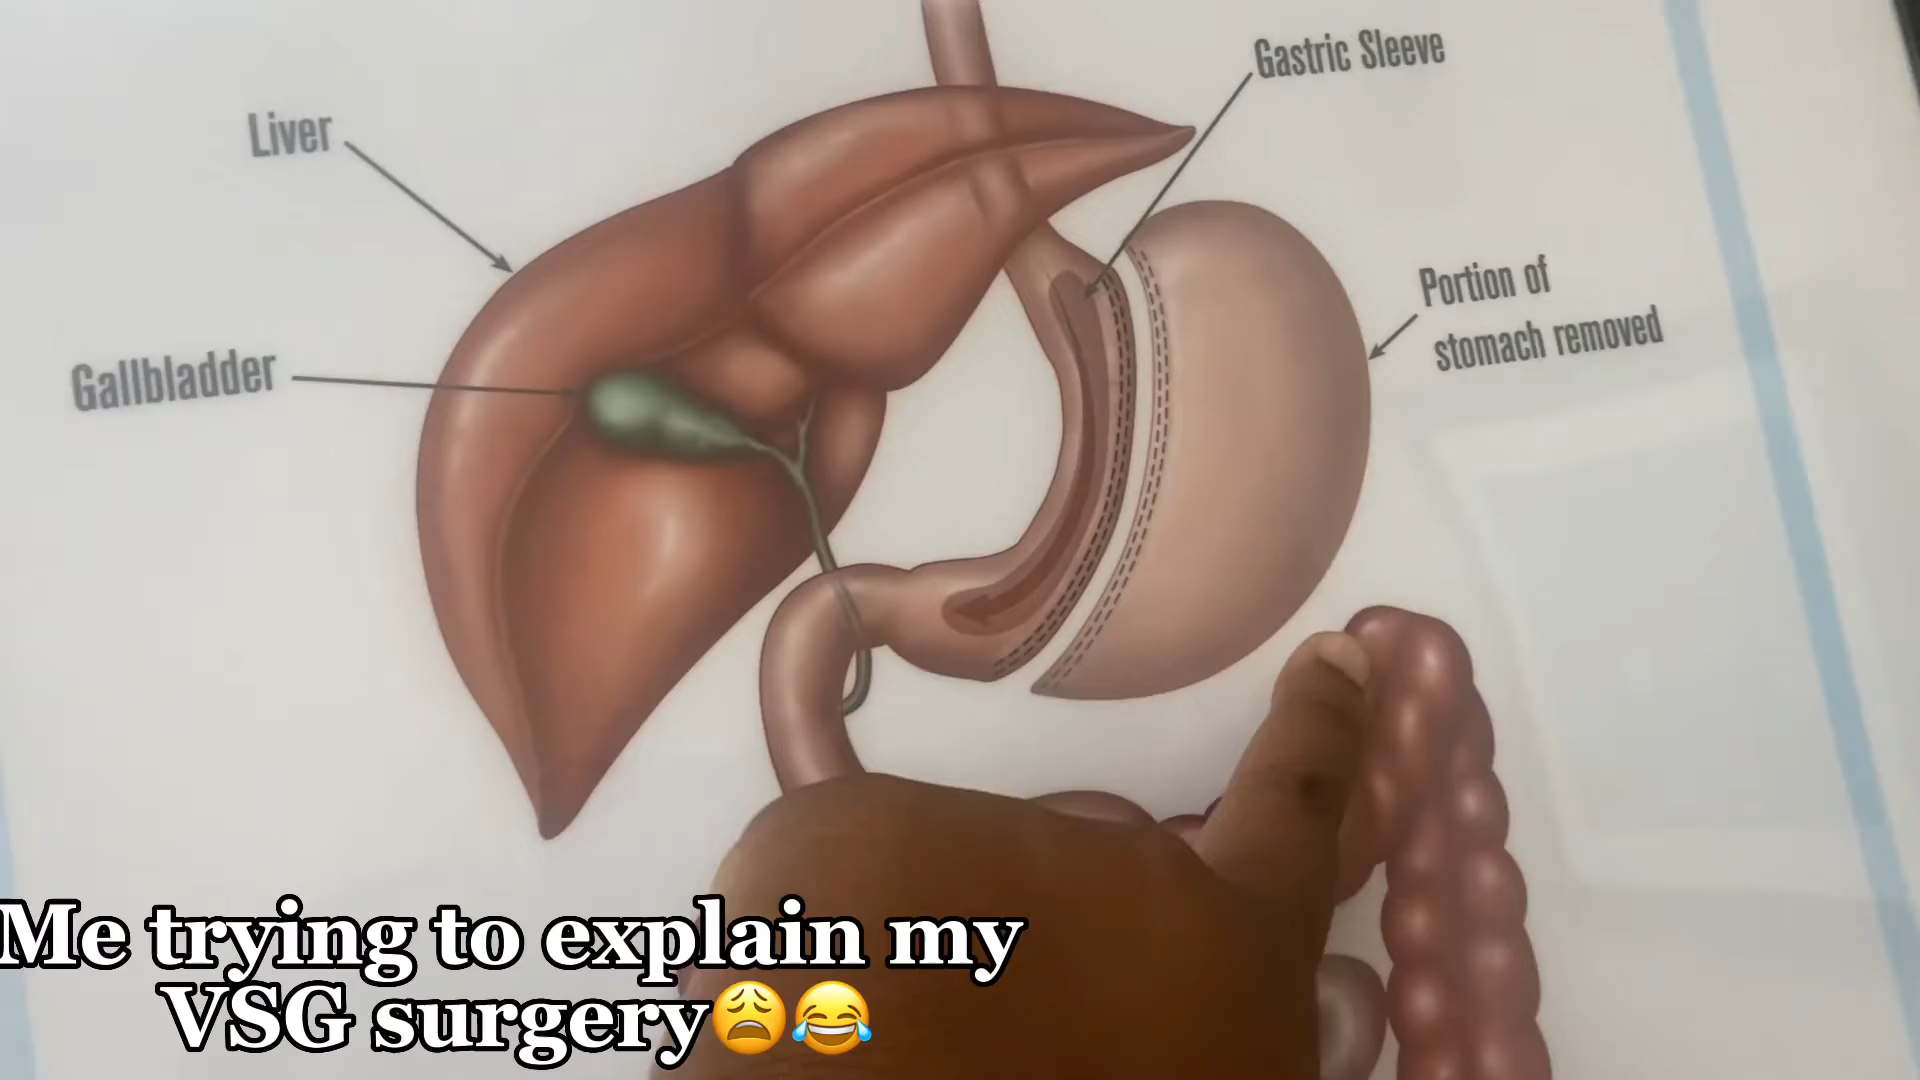 Gastric Sleeve
Liver
Portion of
stomach removed
Gallbladder
Me trying to explain my
VSG surgery😩😂